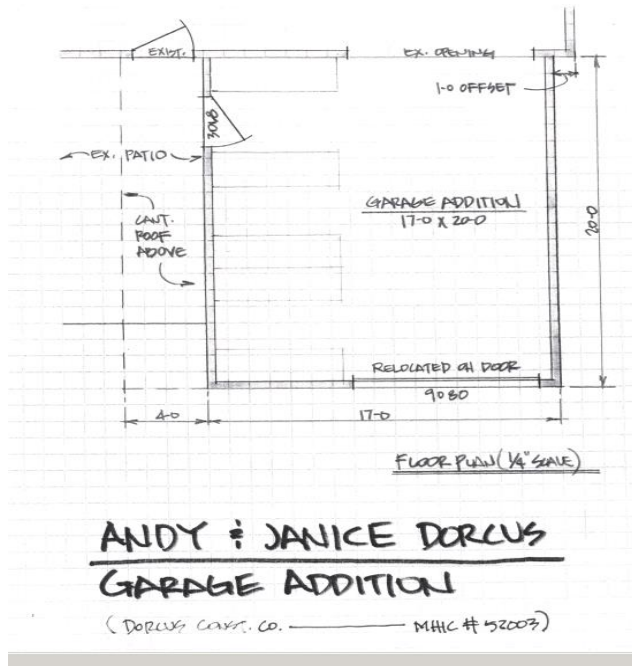 EXIST.
EX. OPENING
1-0 OFFSET
3068
EX. PATIO
CANT.
ROOF
ABOVE
GARAGE ADDITION
17-0 X 20-0
20-0
RELOCATED OH DOOR
9080
4-0
17-0
FLOOR PLAN (1/4" SCALE)
ANDY & JANICE DORCUS
GARAGE ADDITION
(DORCUS CONST. CO. ——— MHIC # 52003)